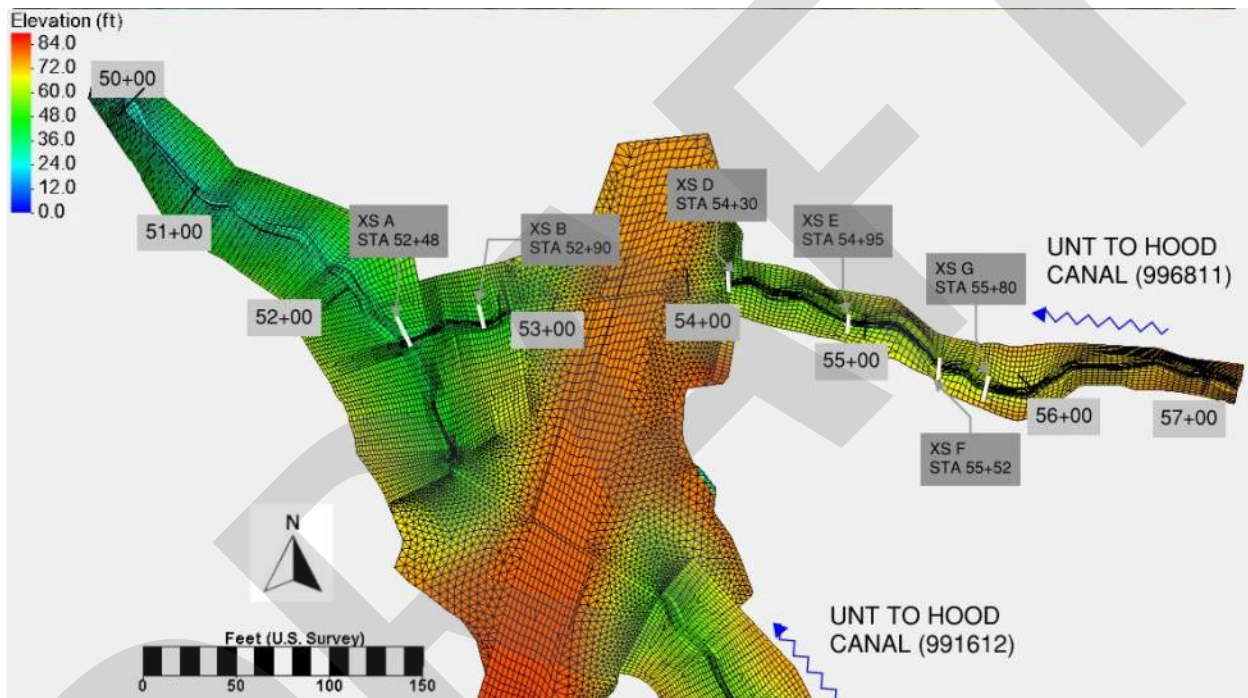 Elevation (ft)
84.0
72.0
60.0
48.0
36.0
24.0
12.0
0.0
50+00
51+00
52+00
XS A
STA 52+48
XS B
STA 52+90
53+00
XS D
STA 54+30
54+00
XS E
STA 54+95
55+00
XS G
STA 55+80
XS F
STA 55+52
56+00
57+00
UNT TO HOOD
CANAL (996811)
UNT TO HOOD
CANAL (991612)
N
Feet (U.S. Survey)
0 50 100 150
DRAFT